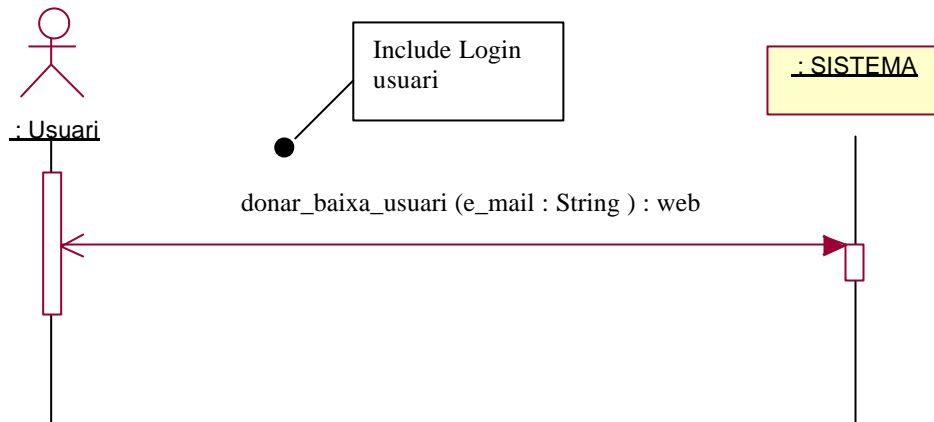 Include Login
usuari
: SISTEMA
: Usuari
donar_baixa_usuari (e_mail : String ) : web